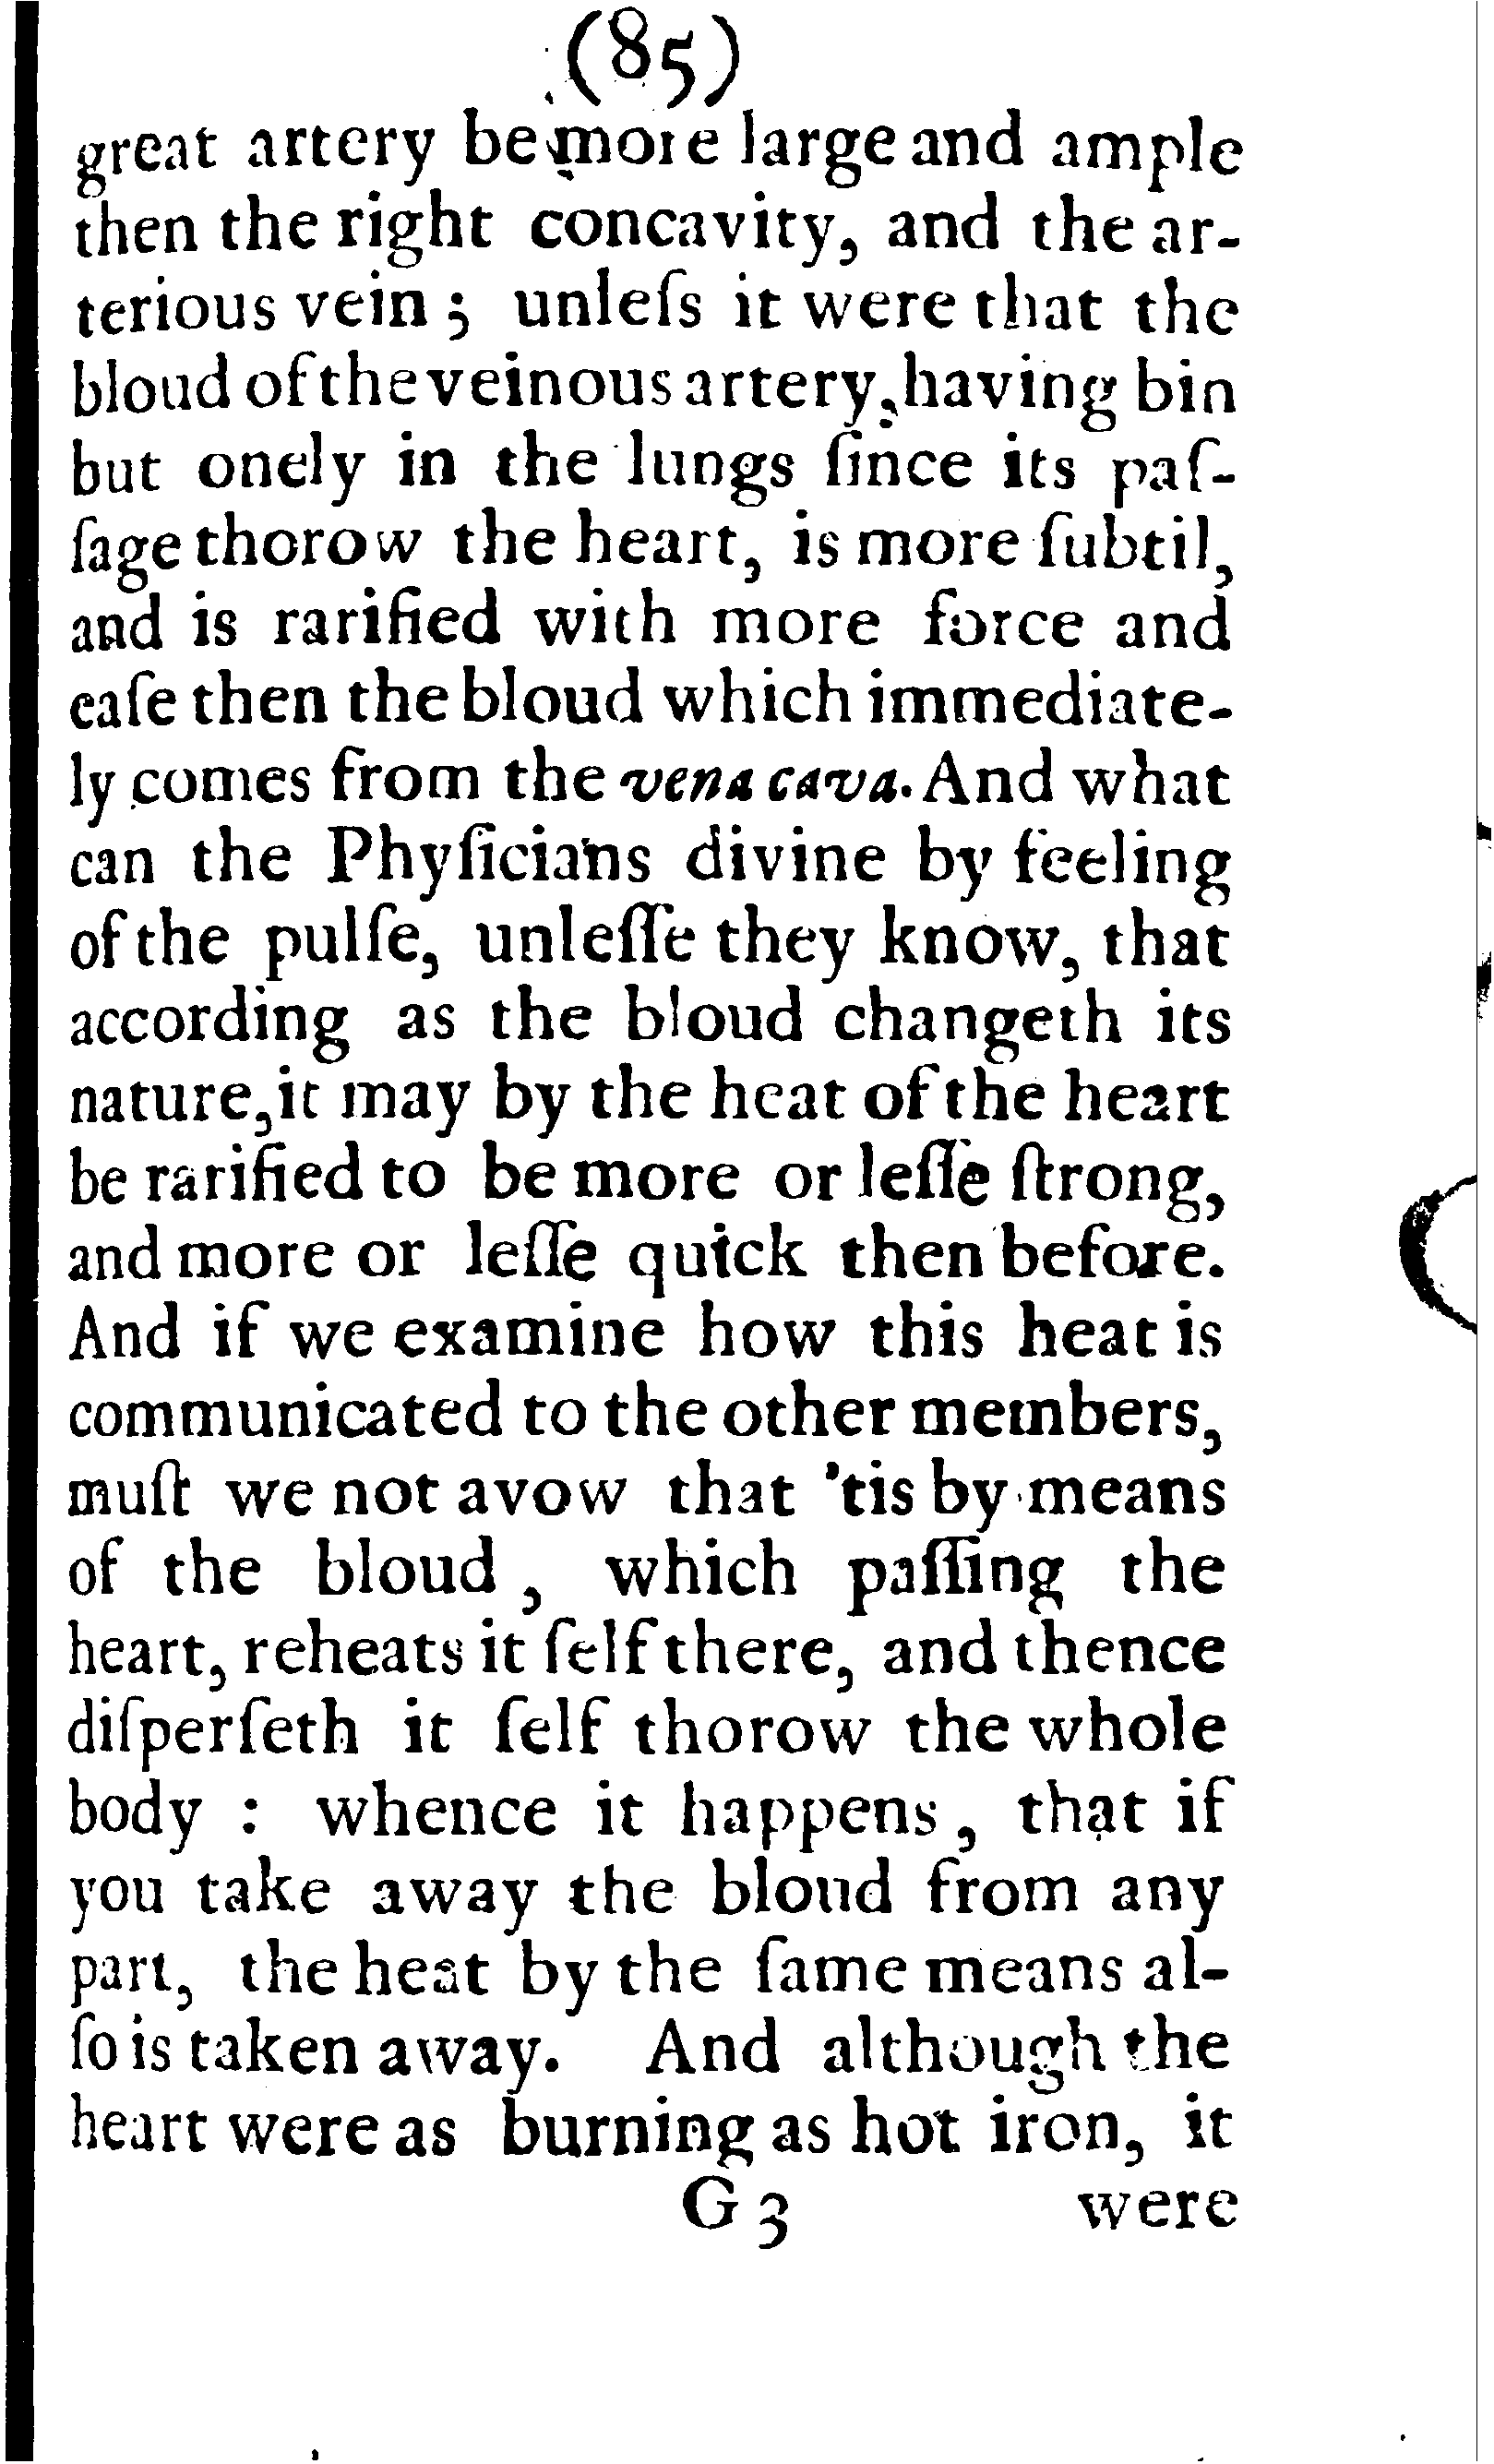 (85)
great artery be more large and ample
then the right concavity, and the ar-
terious vein ; unleſs it were that the
bloud of the veinous artery, having bin
but onely in the lungs ſince its paſ-
ſage thorow the heart, is more ſubtil,
and is rarified with more force and
eaſe then the bloud which immediate-
ly comes from the vena cava. And what
can the Phyſicians divine by feeling
of the pulſe, unleſſe they know, that
according as the bloud changeth its
nature, it may by the heat of the heart
be rarified to be more or leſſe ſtrong,
and more or leſſe quick then before.
And if we examine how this heat is
communicated to the other members,
muſt we not avow that 'tis by means
of the bloud , which paſſing the
heart, reheats it ſelf there, and thence
diſperſeth it ſelf thorow the whole
body : whence it happens , that if
you take away the bloud from any
part, the heat by the ſame means al-
ſo is taken away. And although the
heart were as burning as hot iron, it
G 3 were